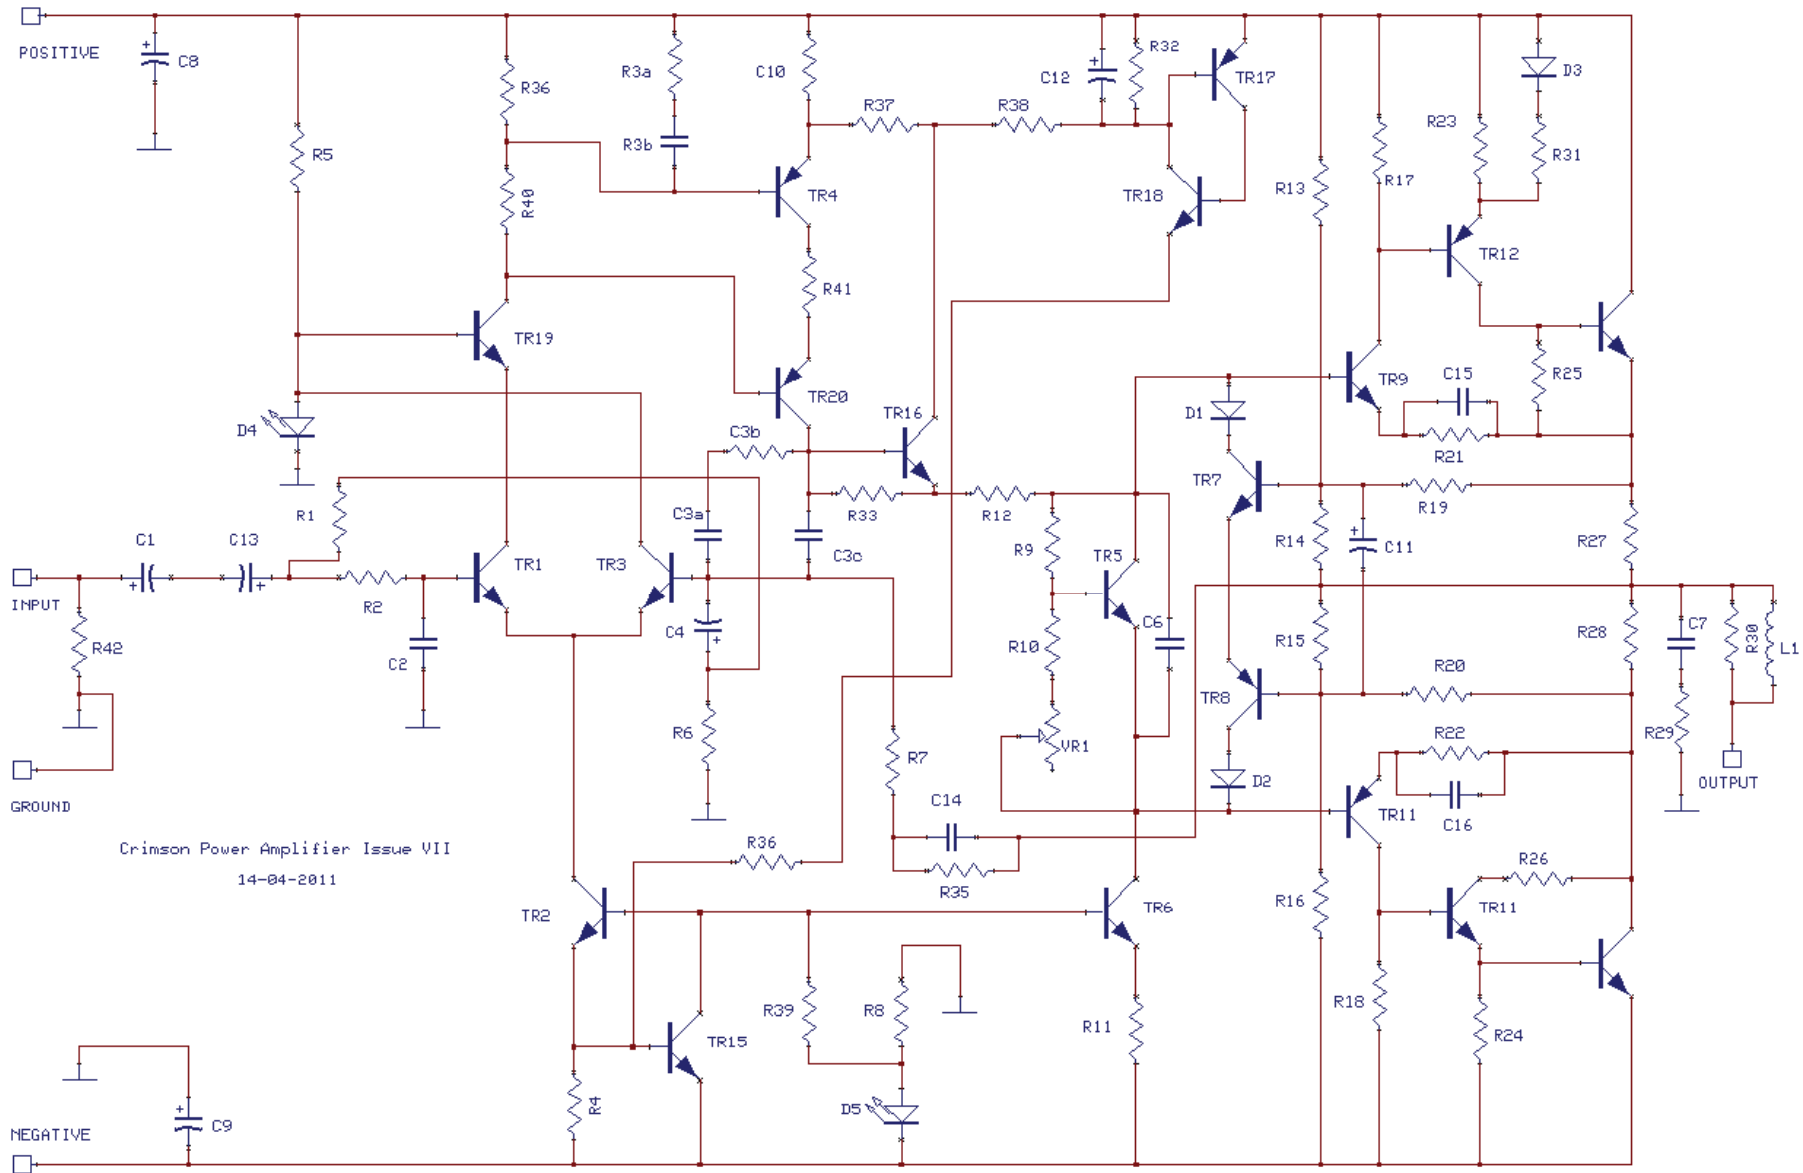 POSITIVE
C8
R5
R36
R3a
R3b
C10
R37
R38
C12
R32
TR17
D3
R23
R31
R17
R13
R40
TR4
TR18
TR12
R41
TR19
TR9
C15
R25
D1
TR20
TR16
D4
C3b
R21
TR7
R19
R1
C3a
R33
R12
C1
C13
C3c
R9
TR5
R14
C11
R27
TR1
TR3
INPUT
R2
R42
C2
C4
R10
C6
R15
R28
C7
R30
L1
R20
TR8
R6
R7
VR1
R22
R29
D2
OUTPUT
GROUND
C14
TR11
C16
Crimson Power Amplifier Issue VII
14-04-2011
R36
R35
R26
TR2
TR6
R16
TR11
R39
R8
R11
R18
TR15
R24
R4
D5
C9
NEGATIVE